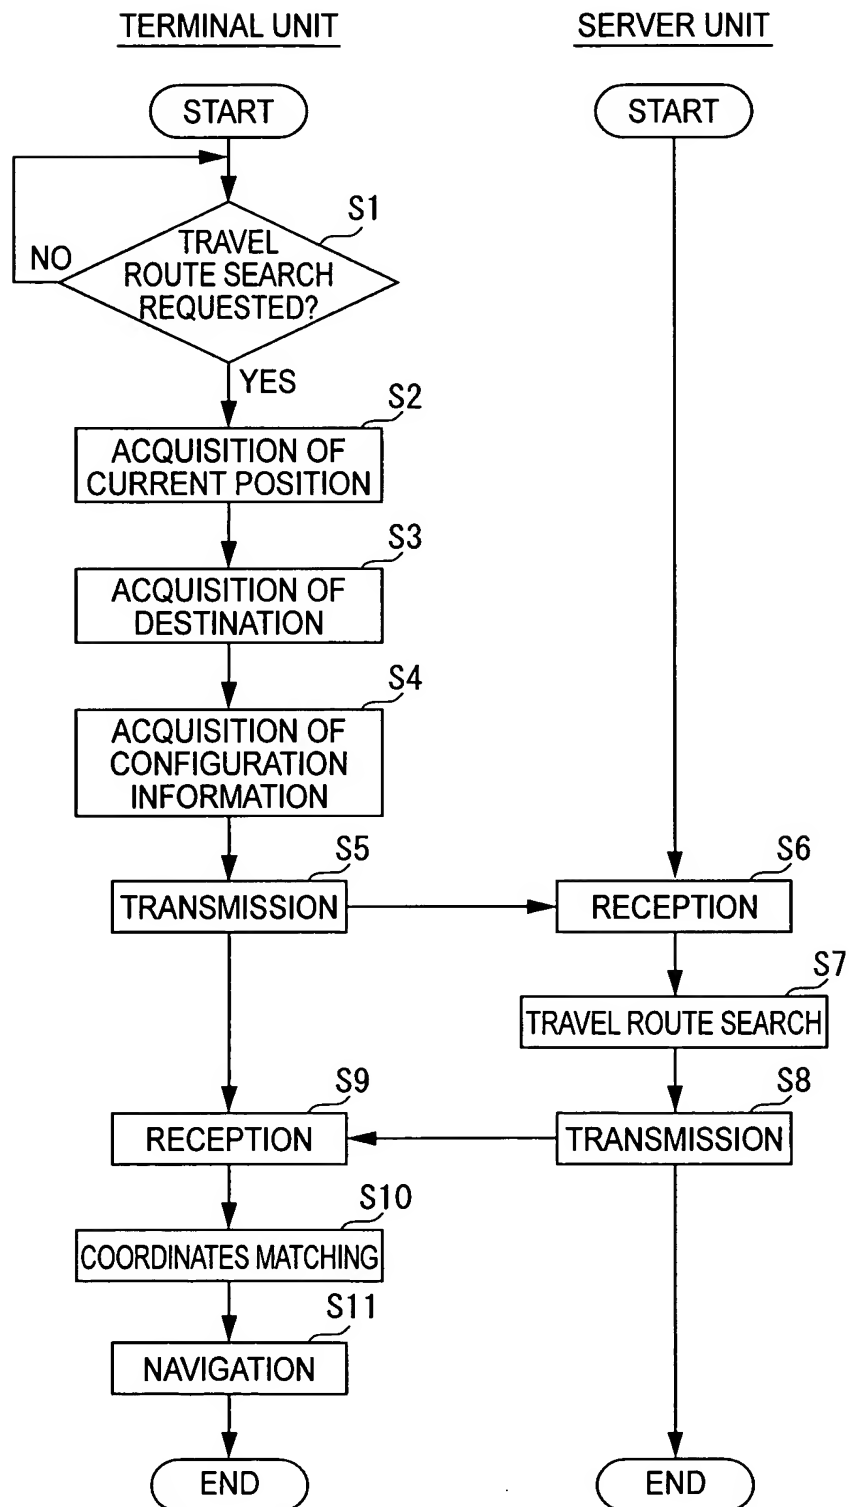 TERMINAL UNIT
SERVER UNIT
START
START
S1
TRAVEL
ROUTE SEARCH
REQUESTED?
NO
YES
S2
ACQUISITION OF
CURRENT POSITION
S3
ACQUISITION OF
DESTINATION
S4
ACQUISITION OF
CONFIGURATION
INFORMATION
S5
TRANSMISSION
S6
RECEPTION
S7
TRAVEL ROUTE SEARCH
S8
TRANSMISSION
S9
RECEPTION
S10
COORDINATES MATCHING
S11
NAVIGATION
END
END